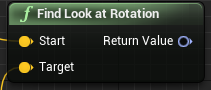 Find Look at Rotation
Start Return Value
Target